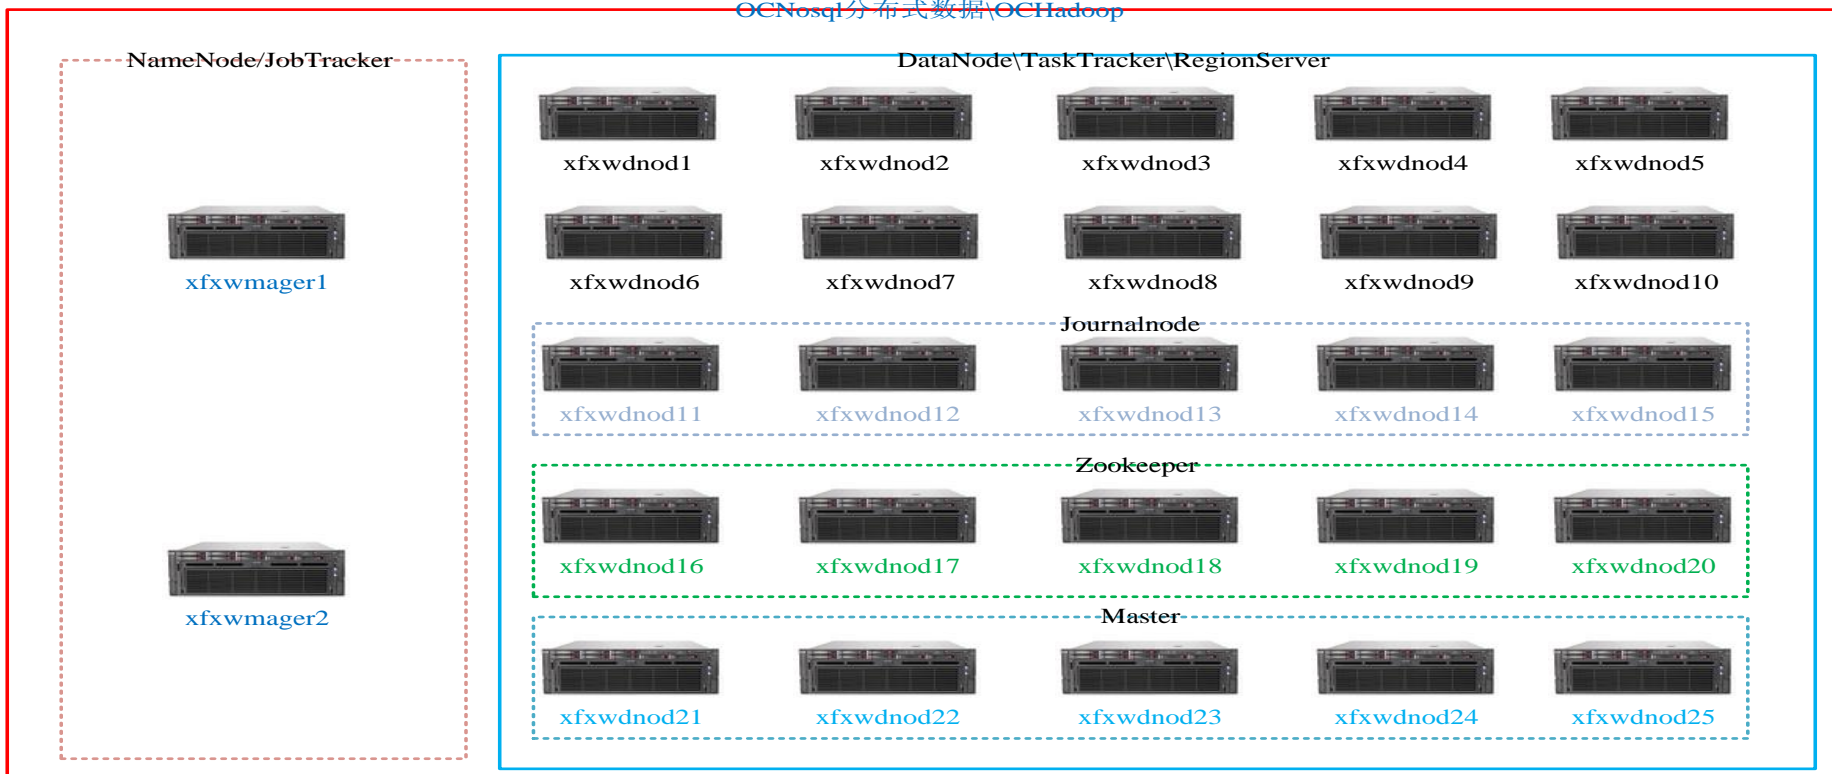 OCNosql分布式数据\OCHadoop
NameNode/JobTracker
xfxwmager1
xfxwmager2
DataNode\TaskTracker\RegionServer
xfxwdnod1 xfxwdnod2 xfxwdnod3 xfxwdnod4 xfxwdnod5
xfxwdnod6 xfxwdnod7 xfxwdnod8 xfxwdnod9 xfxwdnod10
Journalnode
xfxwdnod11 xfxwdnod12 xfxwdnod13 xfxwdnod14 xfxwdnod15
Zookeeper
xfxwdnod16 xfxwdnod17 xfxwdnod18 xfxwdnod19 xfxwdnod20
Master
xfxwdnod21 xfxwdnod22 xfxwdnod23 xfxwdnod24 xfxwdnod25